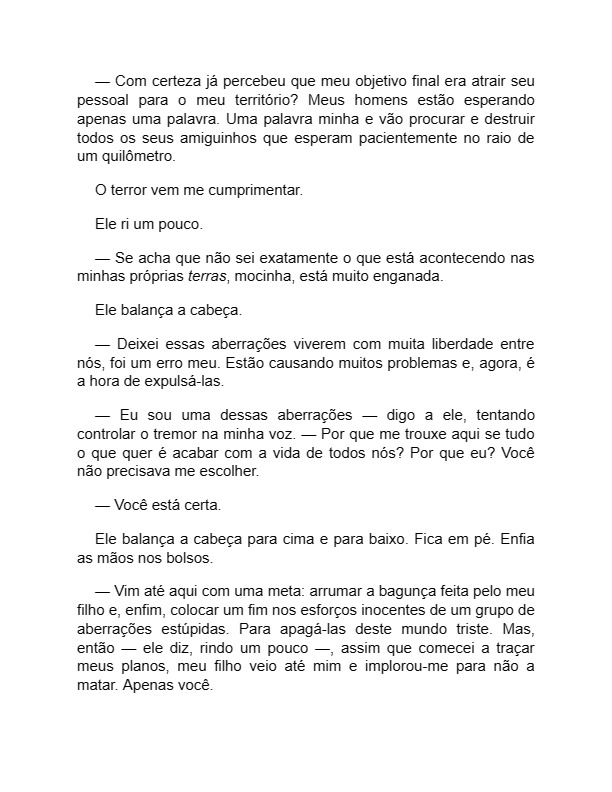 — Com certeza já percebeu que meu objetivo final era atrair seu
pessoal para o meu território? Meus homens estão esperando
apenas uma palavra. Uma palavra minha e vão procurar e destruir
todos os seus amiguinhos que esperam pacientemente no raio de
um quilômetro.
O terror vem me cumprimentar.
Ele ri um pouco.
— Se acha que não sei exatamente o que está acontecendo nas
minhas próprias terras, mocinha, está muito enganada.
Ele balança a cabeça.
— Deixei essas aberrações viverem com muita liberdade entre
nós, foi um erro meu. Estão causando muitos problemas e, agora, é
a hora de expulsá-las.
— Eu sou uma dessas aberrações — digo a ele, tentando
controlar o tremor na minha voz. — Por que me trouxe aqui se tudo
o que quer é acabar com a vida de todos nós? Por que eu? Você
não precisava me escolher.
— Você está certa.
Ele balança a cabeça para cima e para baixo. Fica em pé. Enfia
as mãos nos bolsos.
— Vim até aqui com uma meta: arrumar a bagunça feita pelo meu
filho e, enfim, colocar um fim nos esforços inocentes de um grupo de
aberrações estúpidas. Para apagá-las deste mundo triste. Mas,
então — ele diz, rindo um pouco —, assim que comecei a traçar
meus planos, meu filho veio até mim e implorou-me para não a
matar. Apenas você.